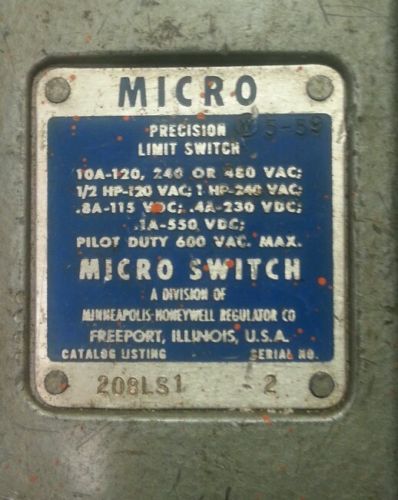 MICRO
PRECISION
LIMIT SWITCH
10A-120, 240 OR 480 VAC;
1/2 HP-120 VAC; 1 HP-240 VAC;
.8A-115 VDC; .4A-230 VDC;
.1A-550 VDC;
PILOT DUTY 600 VAC. MAX.
MICRO SWITCH
A DIVISION OF
MINNEAPOLIS-HONEYWELL REGULATOR CO
FREEPORT, ILLINOIS, U.S.A.
CATALOG LISTING SERIAL NO.
208LS1 - 2